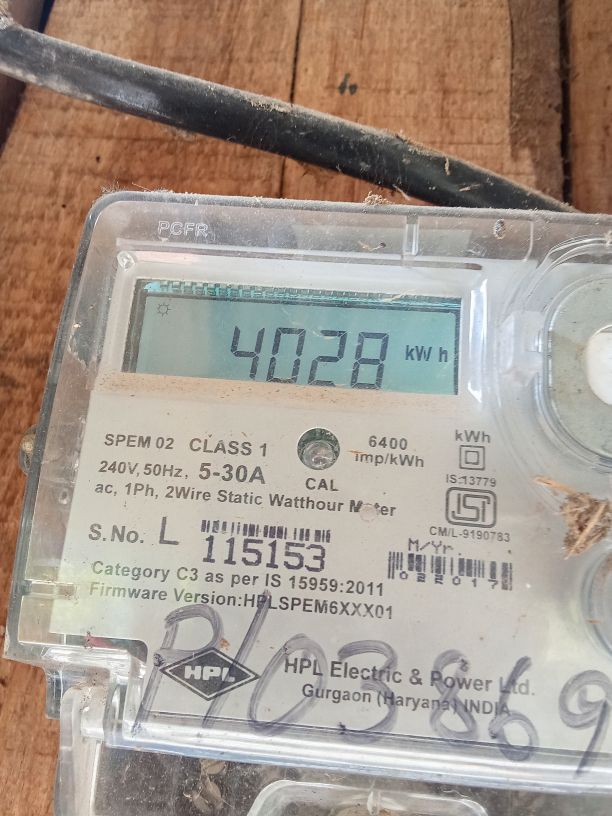 PCFR
4028 kWh
SPEM 02 CLASS 1
240V, 50Hz, 5-30A
ac, 1Ph, 2Wire Static Watthour Meter
CAL
6400
imp/kWh
kWh
IS:13779
ISI
CM/L-9190783
S.No. L 115153
M/Yr
022017
Category C3 as per IS 15959:2011
Firmware Version:HPLSPEM6XXX01
HPL
HPL Electric & Power Ltd.
Gurgaon (Haryana) INDIA
P103869